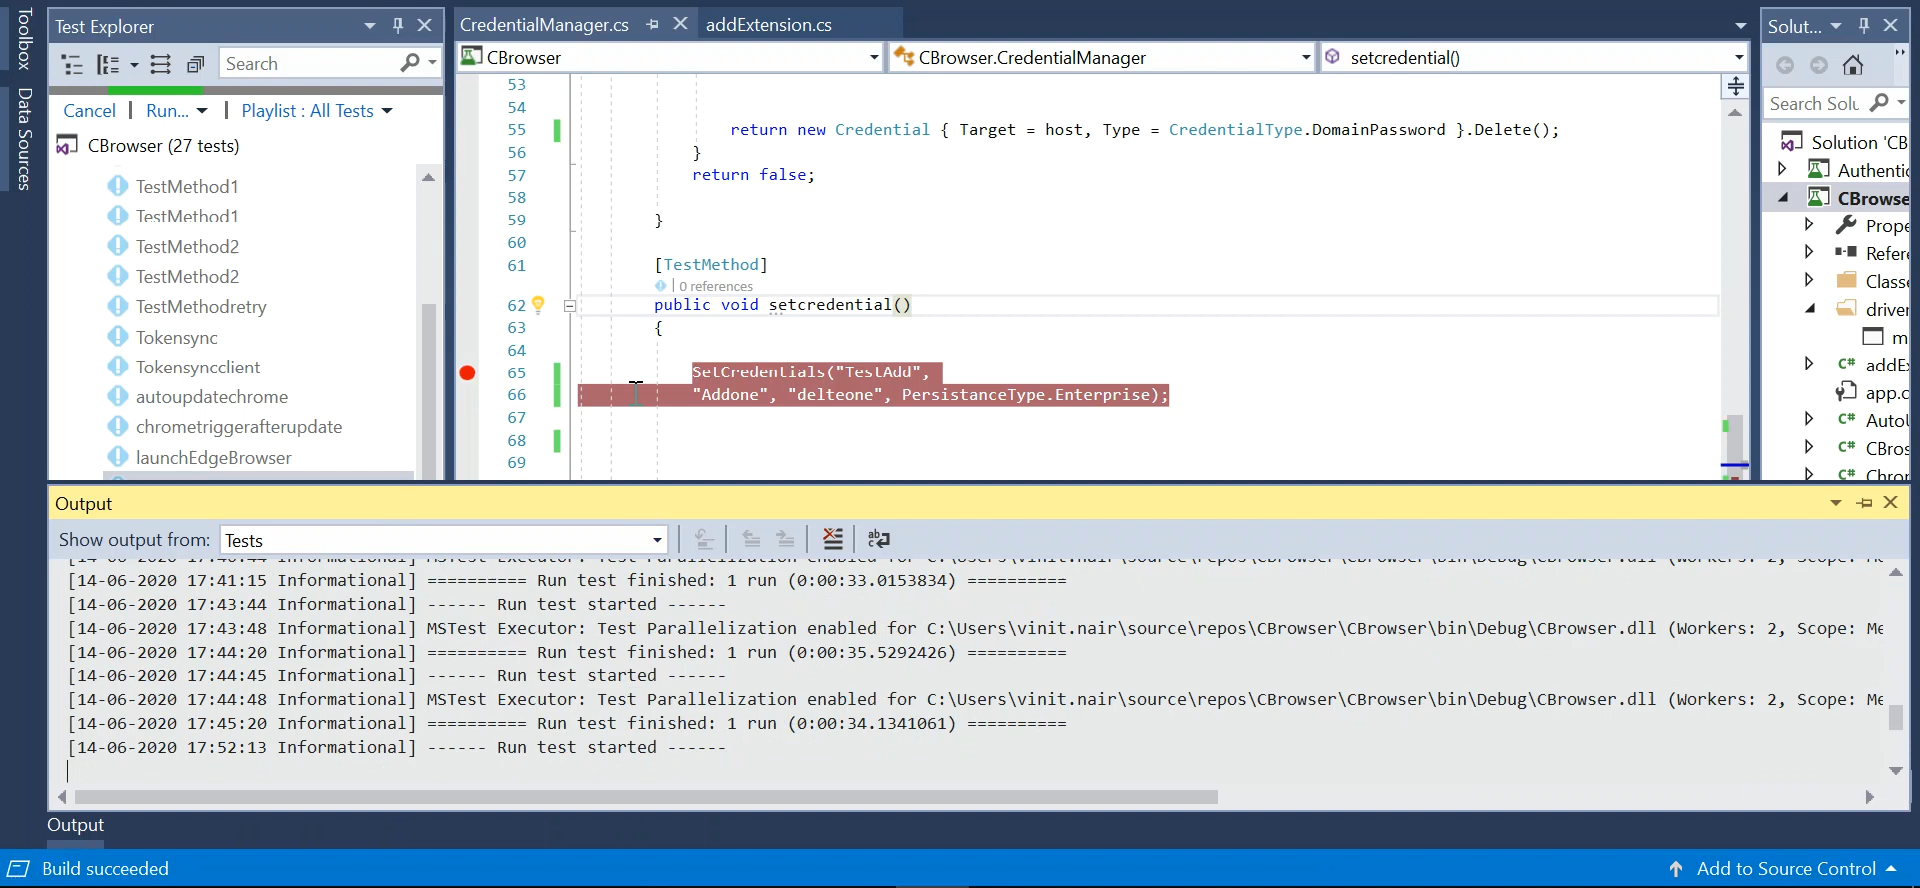 Toolbox
Data Sources
Test Explorer
Search
Cancel | Run... | Playlist : All Tests
CBrowser (27 tests)
TestMethod1
TestMethod1
TestMethod2
TestMethod2
TestMethodretry
Tokensync
Tokensyncclient
autoupdatechrome
chrometriggerafterupdate
launchEdgeBrowser
CredentialManager.cs
addExtension.cs
CBrowser
CBrowser.CredentialManager
setcredential()
53
54
55 return new Credential { Target = host, Type = CredentialType.DomainPassword }.Delete();
56 }
57 return false;
58
59 }
60
61 [TestMethod]
| 0 references
62 public void setcredential()
63 {
64
65 SetCredentials("TestAdd",
66 "Addone", "delteone", PersistanceType.Enterprise);
67
68
69
Solut...
Search Solu
Solution 'CB
Authentic
CBrowse
Prope
Refere
Classe
driver
m
C# addEx
app.c
C# AutoU
C# CBros
C# Chror
Output
Show output from: Tests
[14-06-2020 17:41:15 Informational] ========== Run test finished: 1 run (0:00:33.0153834) ==========
[14-06-2020 17:43:44 Informational] ------ Run test started ------
[14-06-2020 17:43:48 Informational] MSTest Executor: Test Parallelization enabled for C:\Users\vinit.nair\source\repos\CBrowser\CBrowser\bin\Debug\CBrowser.dll (Workers: 2, Scope: Me
[14-06-2020 17:44:20 Informational] ========== Run test finished: 1 run (0:00:35.5292426) ==========
[14-06-2020 17:44:45 Informational] ------ Run test started ------
[14-06-2020 17:44:48 Informational] MSTest Executor: Test Parallelization enabled for C:\Users\vinit.nair\source\repos\CBrowser\CBrowser\bin\Debug\CBrowser.dll (Workers: 2, Scope: Me
[14-06-2020 17:45:20 Informational] ========== Run test finished: 1 run (0:00:34.1341061) ==========
[14-06-2020 17:52:13 Informational] ------ Run test started ------
Output
Build succeeded
Add to Source Control